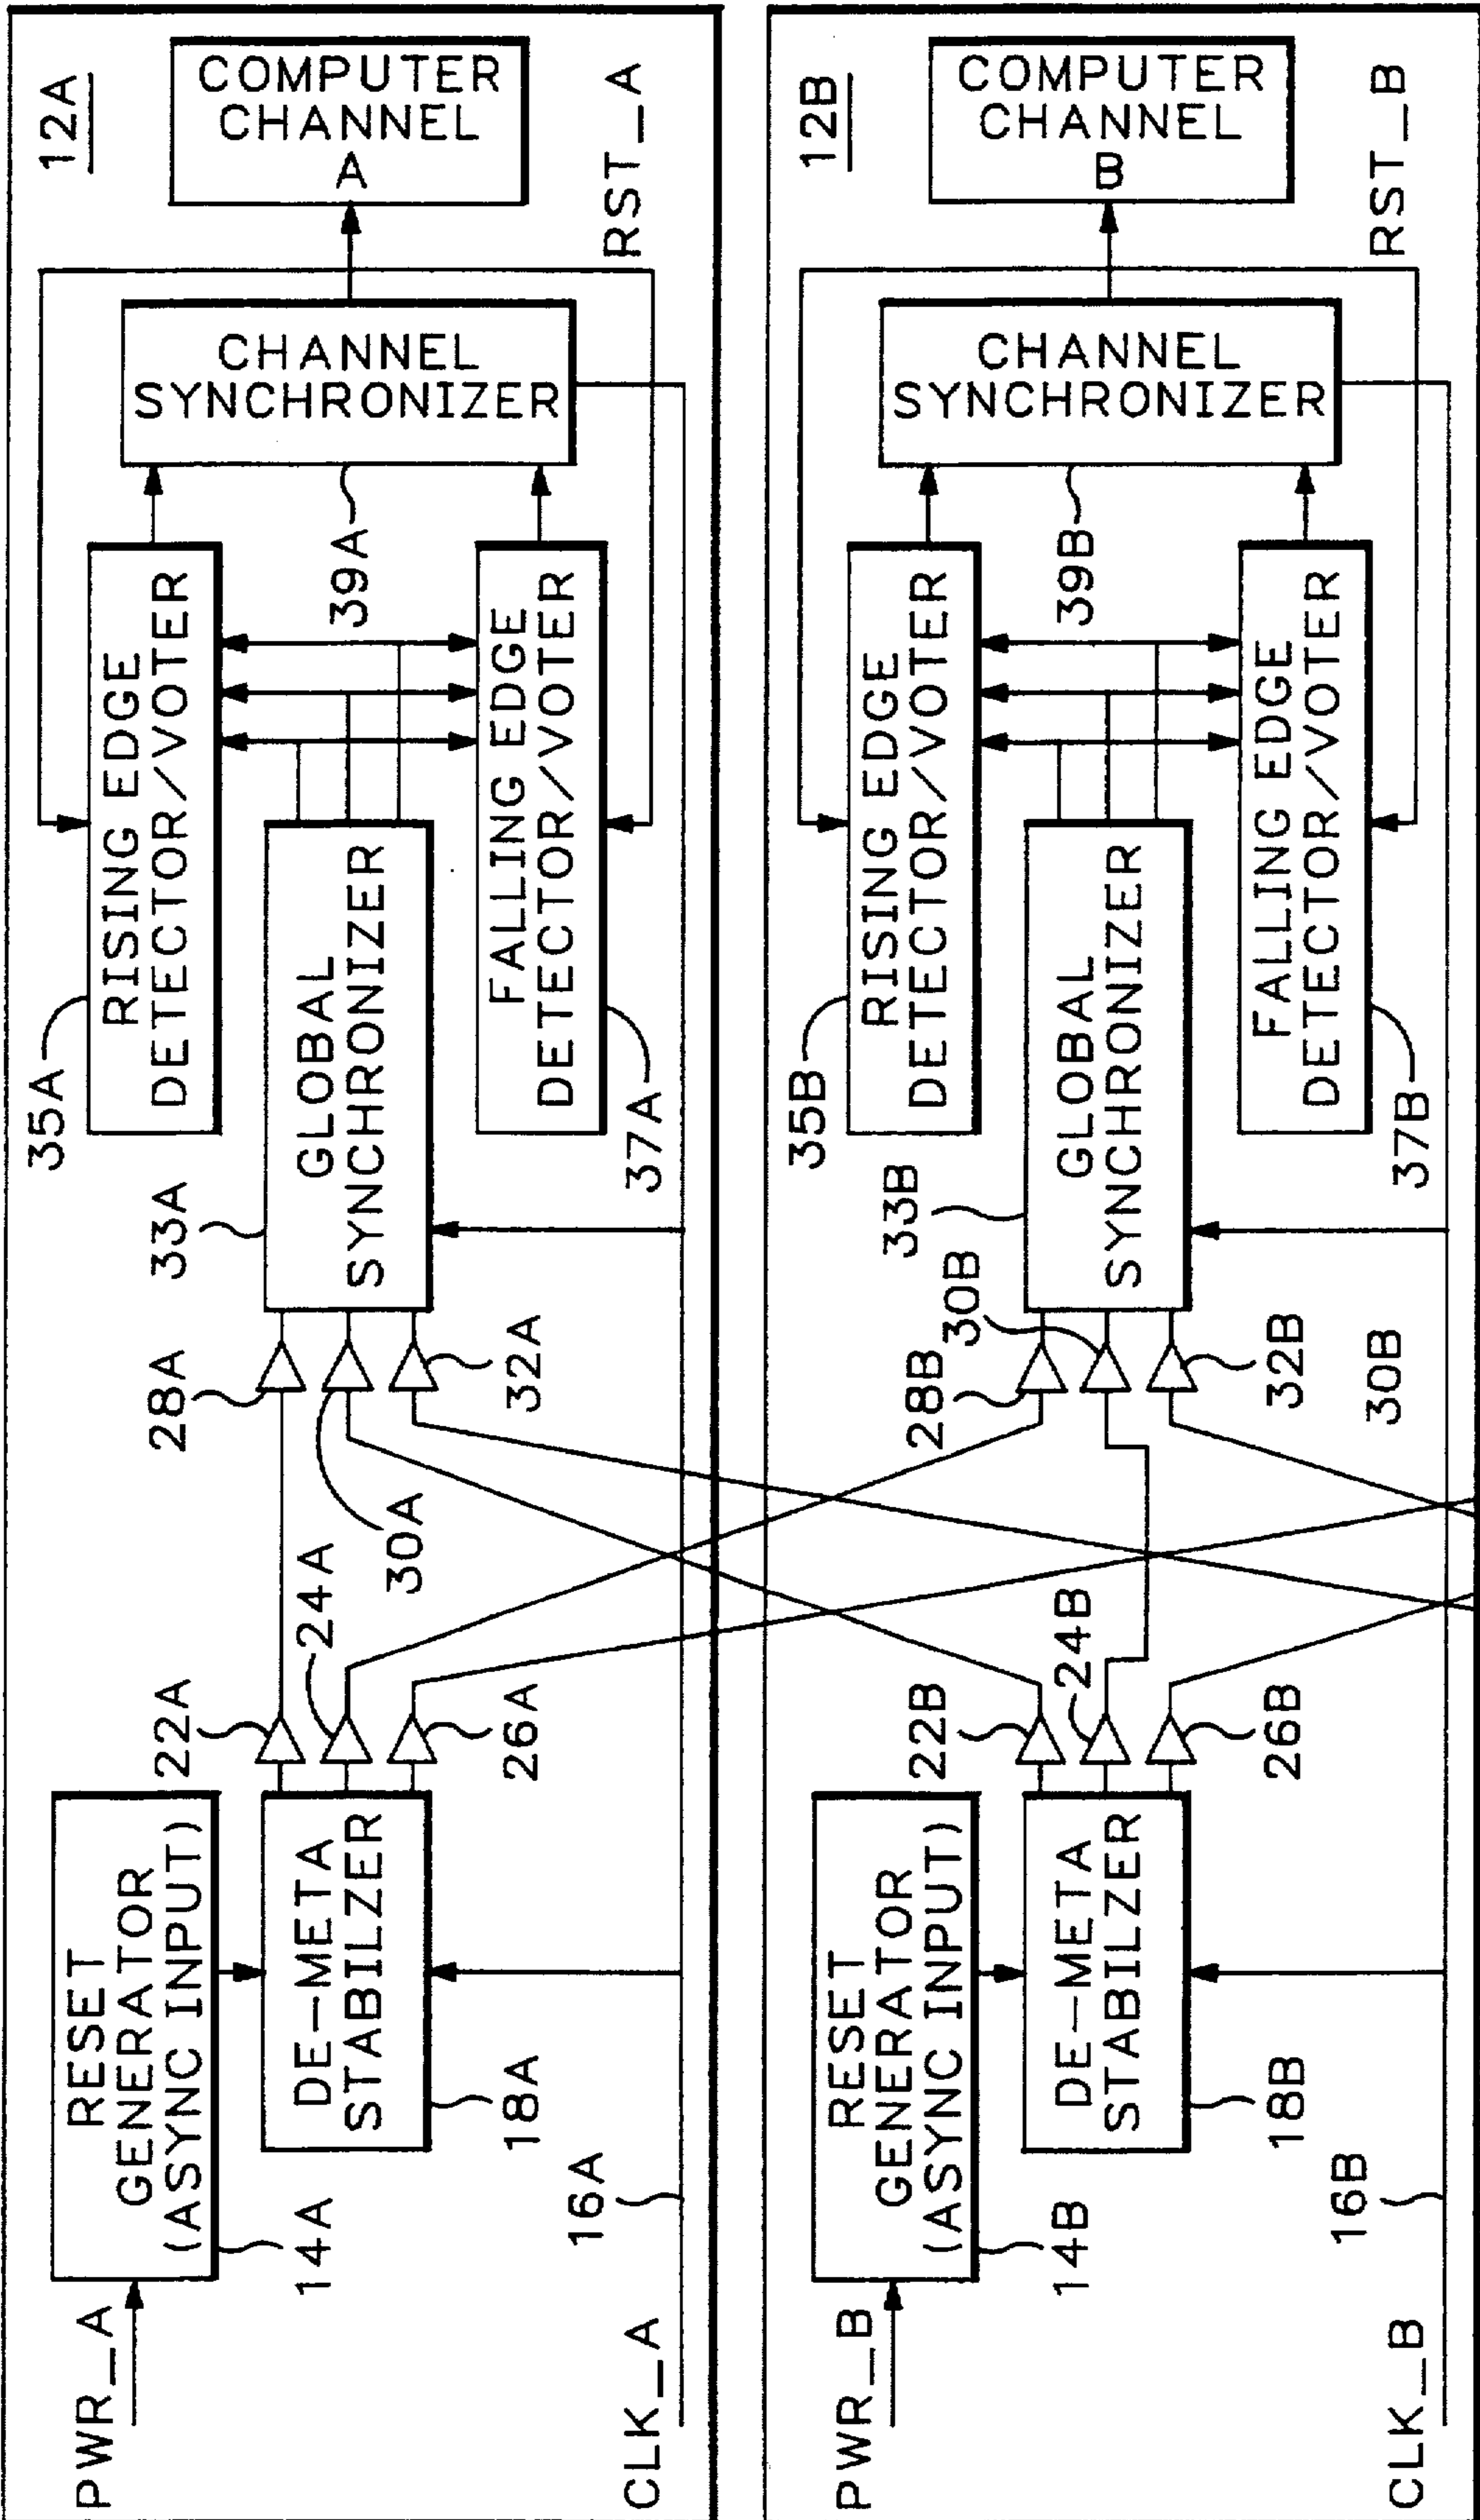 12A
COMPUTER
CHANNEL
A
RST_A
CHANNEL
SYNCHRONIZER
39A
RISING EDGE
DETECTOR/VOTER
35A
FALLING EDGE
DETECTOR/VOTER
37A
GLOBAL
SYNCHRONIZER
33A
28A
30A
32A
22A
24A
26A
RESET
GENERATOR
(ASYNC INPUT)
14A
DE-META
STABILZER
18A
16A
PWR_A
CLK_A
12B
COMPUTER
CHANNEL
B
RST_B
CHANNEL
SYNCHRONIZER
39B
RISING EDGE
DETECTOR/VOTER
35B
FALLING EDGE
DETECTOR/VOTER
37B
GLOBAL
SYNCHRONIZER
33B
30B
28B
32B
30B
22B
24B
26B
RESET
GENERATOR
(ASYNC INPUT)
14B
DE-META
STABILZER
18B
16B
PWR_B
CLK_B